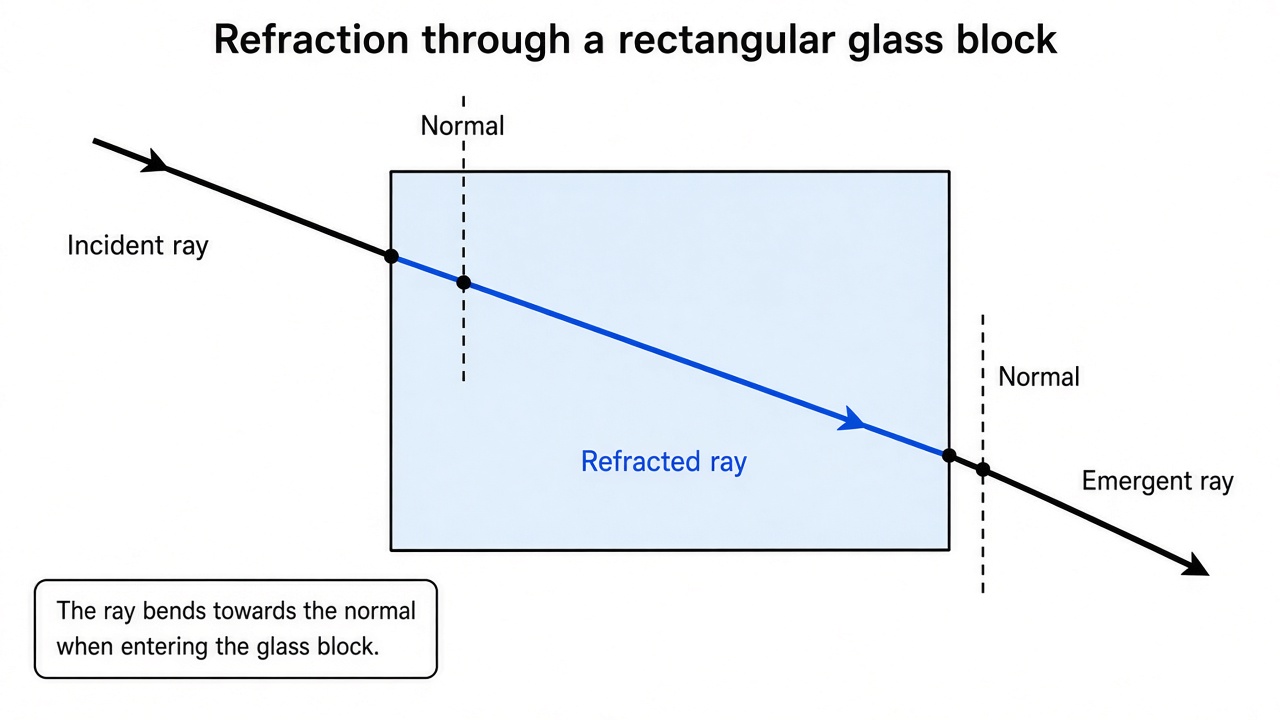 Refraction through a rectangular glass block
Normal
Incident ray
Normal
Refracted ray
Emergent ray
The ray bends towards the normal
when entering the glass block.